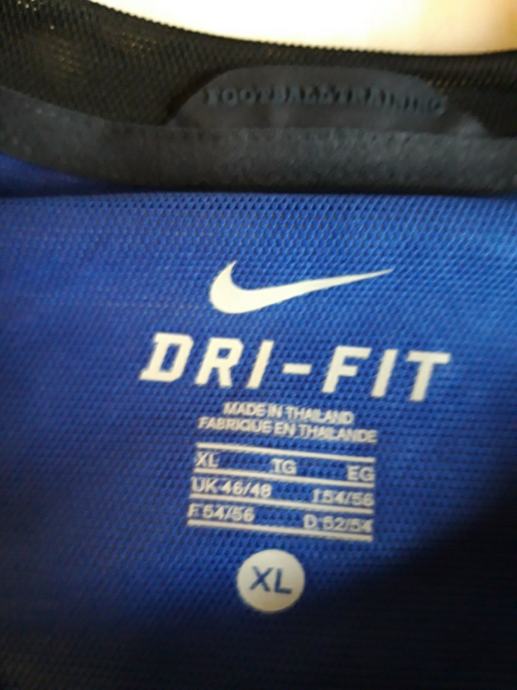 FOOTBALL TRAINING
DRI-FIT
MADE IN THAILAND
FABRIQUE EN THAILANDE
XL TG EG
UK 46/48 I 54/56
F 54/56 D 52/54
XL